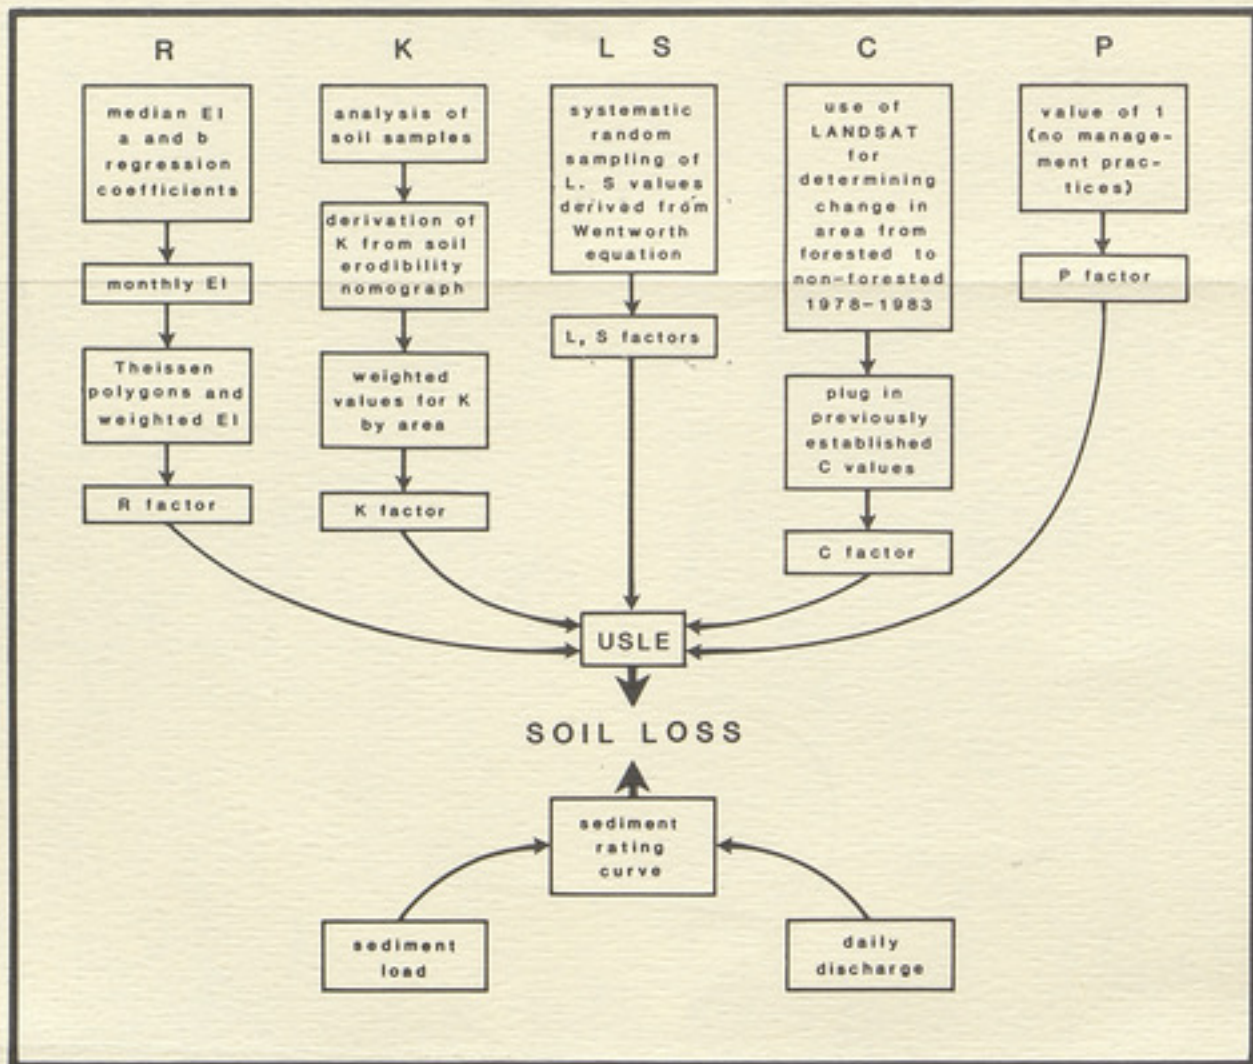 R
K
L S
C
P
median EI
a and b
regression
coefficients
monthly EI
Theissen
polygons and
weighted EI
R factor
analysis of
soil samples
derivation of
K from soil
erodibility
nomograph
weighted
values for K
by area
K factor
systematic
random
sampling of
L. S values
derived from
Wentworth
equation
L, S factors
use of
LANDSAT
for
determining
change in
area from
forested to
non-forested
1978-1983
plug in
previously
established
C values
C factor
value of 1
(no manage-
ment prac-
tices)
P factor
USLE
SOIL LOSS
sediment
rating
curve
sediment
load
daily
discharge